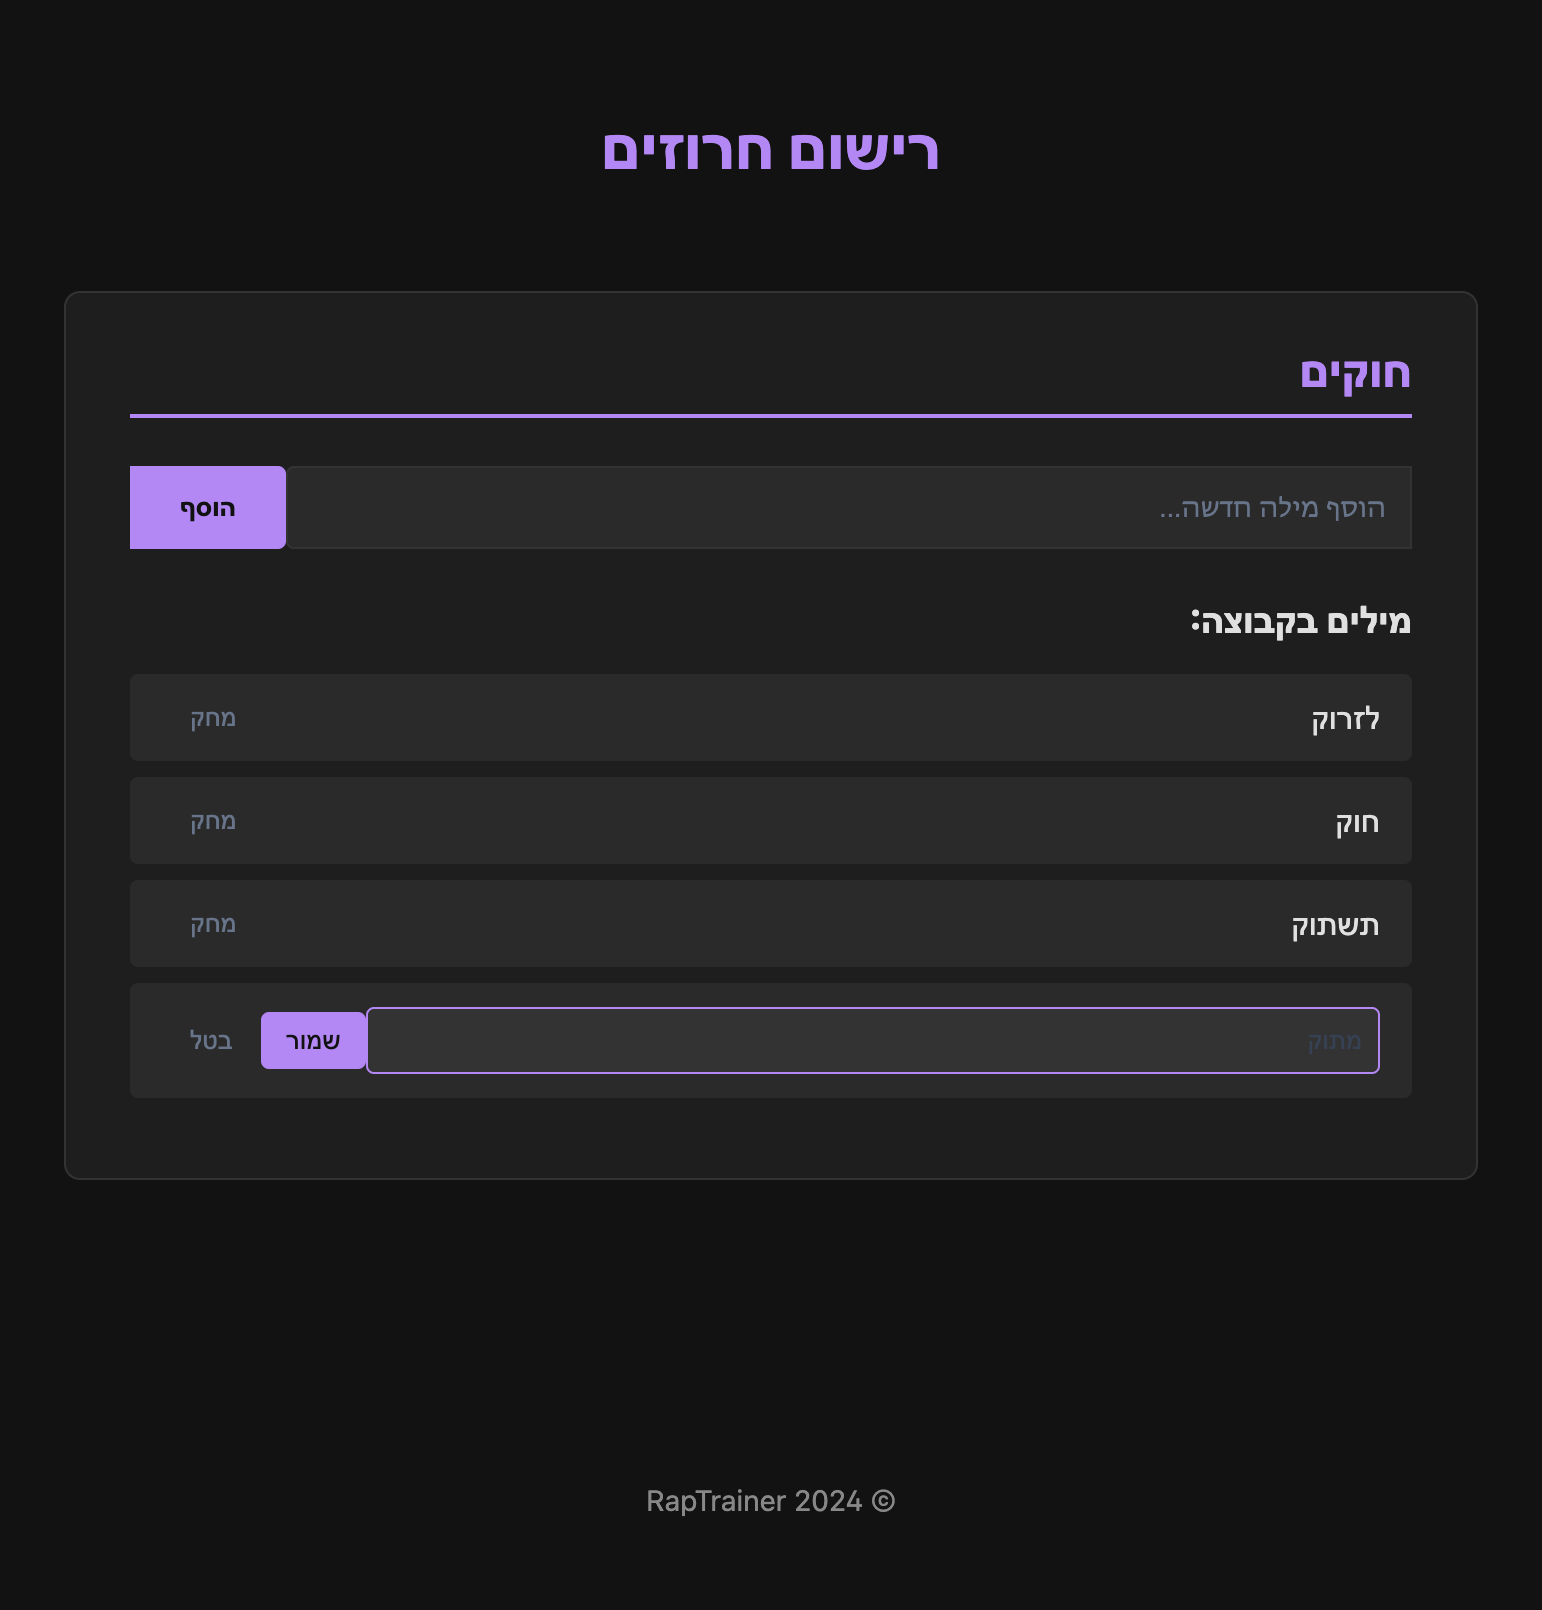 רישום חרוזים
חוקים
הוסף מילה חדשה...
הוסף
מילים בקבוצה:
לזרוק
מחק
חוק
מחק
תשתוק
מחק
מתוק
שמור
בטל
RapTrainer 2024 ©